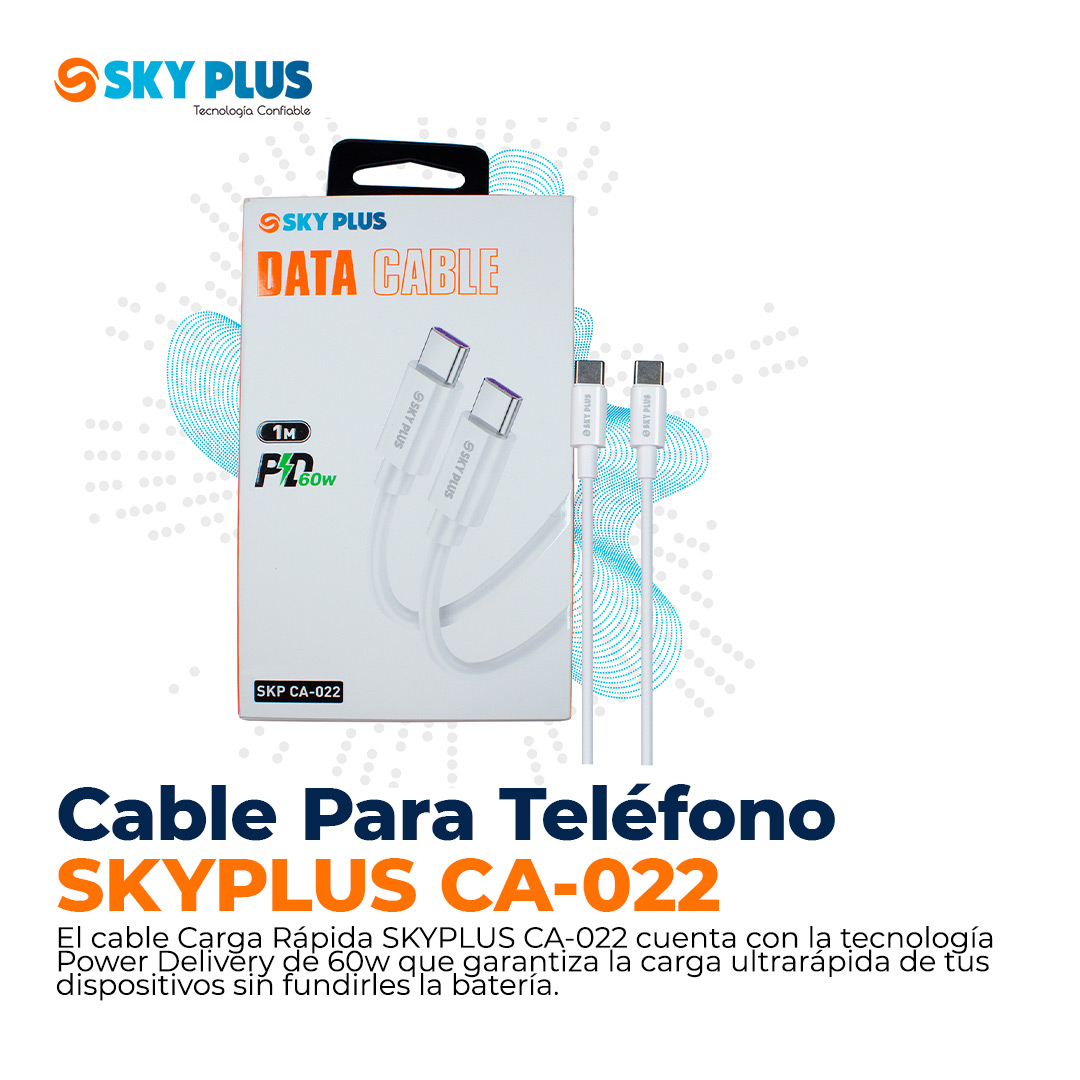 SKY PLUS
Tecnología Confiable
SKY PLUS
DATA CABLE
SKY PLUS
SKY PLUS
SKY PLUS
SKY PLUS
1M
PD 60w
SKP CA-022
Cable Para Teléfono
SKYPLUS CA-022
El cable Carga Rápida SKYPLUS CA-022 cuenta con la tecnología
Power Delivery de 60w que garantiza la carga ultrarápida de tus
dispositivos sin fundirles la batería.